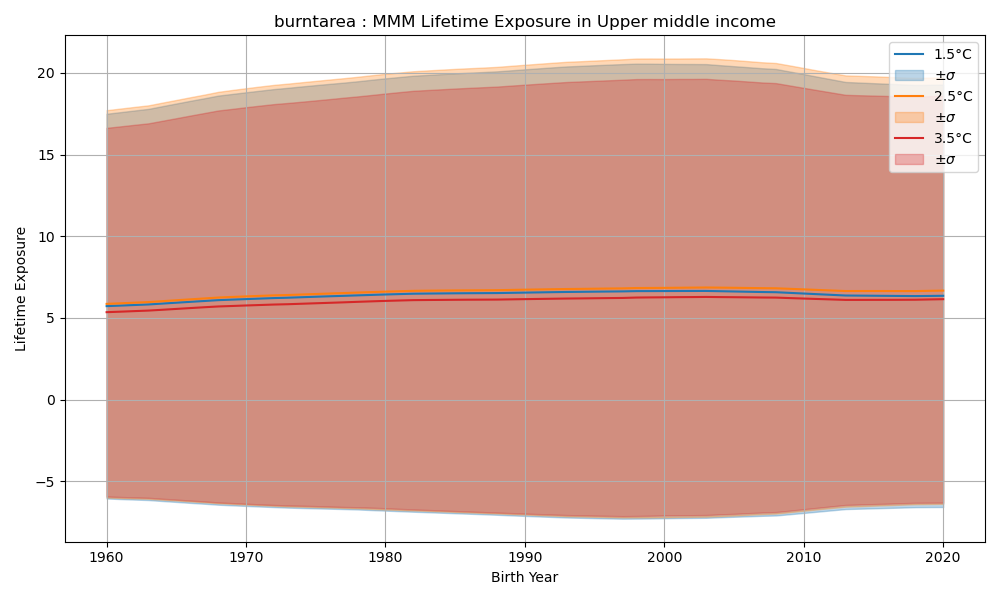 burntarea : MMM Lifetime Exposure in Upper middle income
20
15
10
5
0
−5
Lifetime Exposure
1.5°C
±σ
2.5°C
±σ
3.5°C
±σ
1960
1970
1980
1990
2000
2010
2020
Birth Year